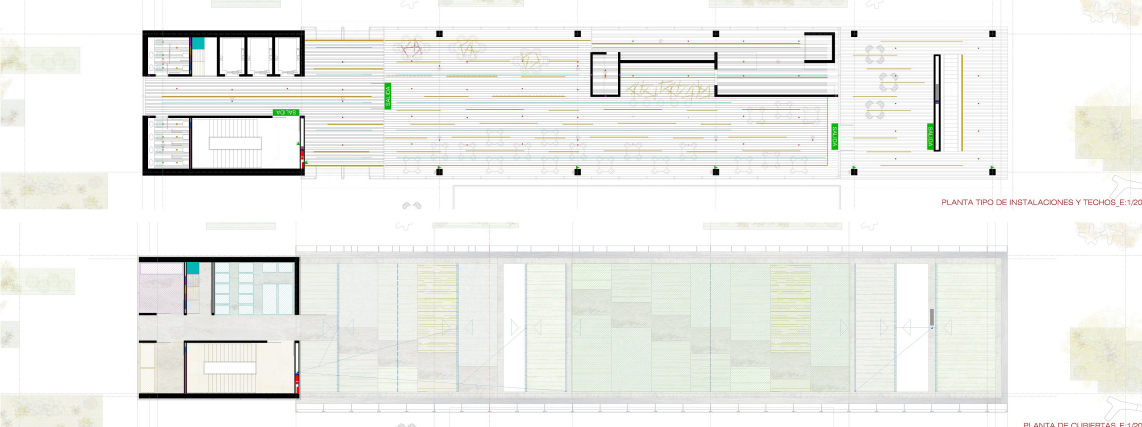 SALIDA
SALIDA
SALIDA
SALIDA
PLANTA TIPO DE INSTALACIONES Y TECHOS_E:1/20
PLANTA DE CUBIERTAS_E:1/20